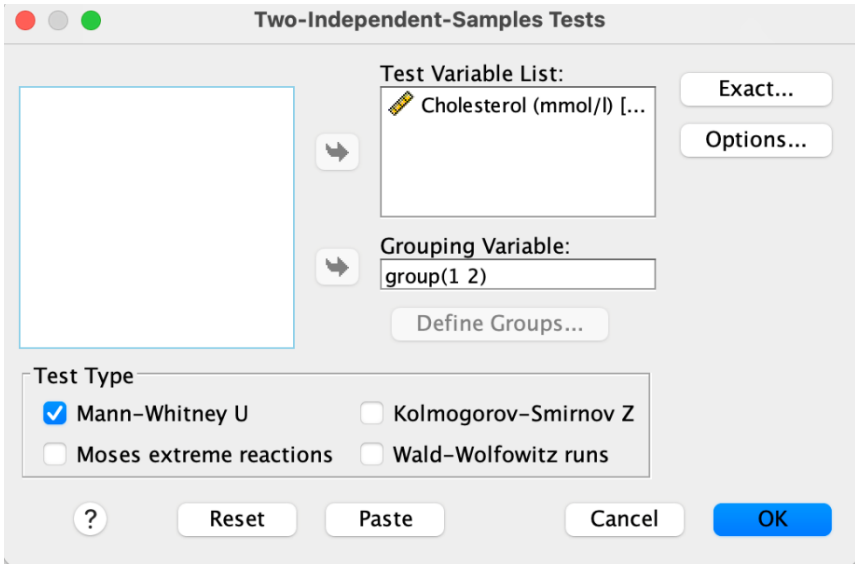 Two-Independent-Samples Tests
Test Variable List:
Cholesterol (mmol/l) [...
Exact...
Options...
Grouping Variable:
group(1 2)
Define Groups...
Test Type
Mann-Whitney U
Kolmogorov-Smirnov Z
Moses extreme reactions
Wald-Wolfowitz runs
?
Reset
Paste
Cancel
OK